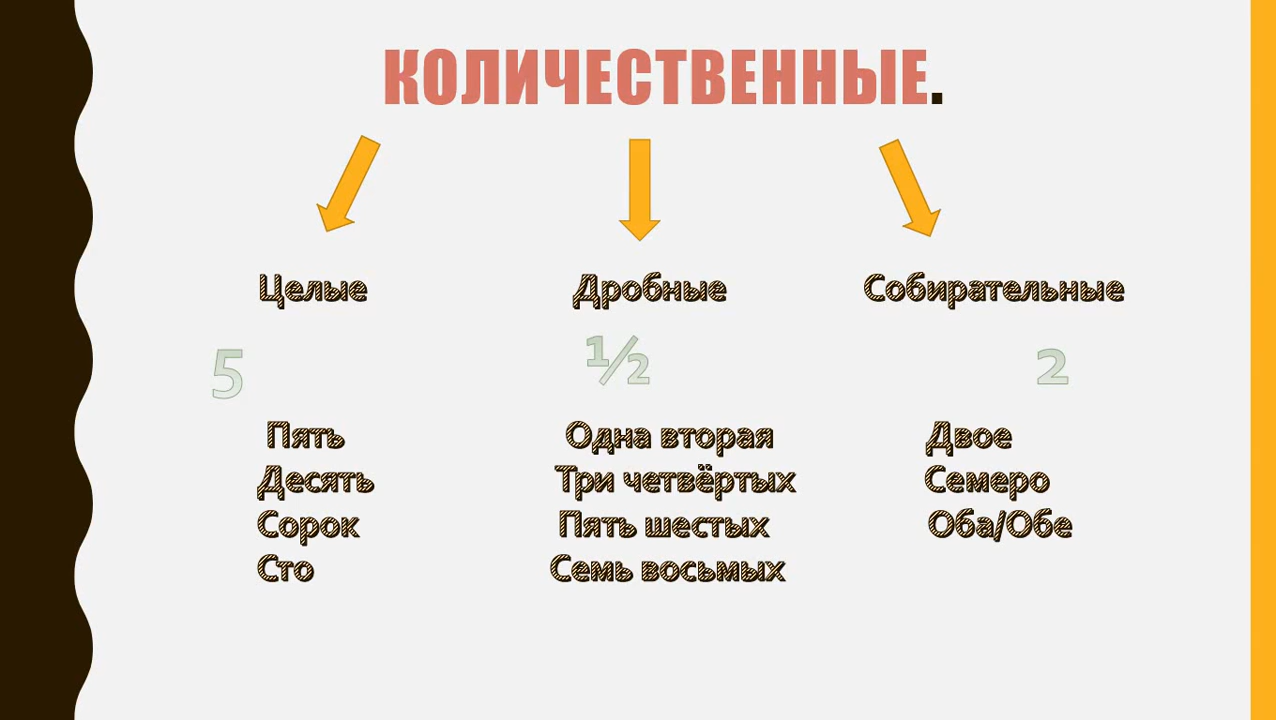 КОЛИЧЕСТВЕННЫЕ.
Целые
Дробные
Собирательные
5
½
2
Пять
Одна вторая
Двое
Десять
Три четвёртых
Семеро
Сорок
Пять шестых
Оба/Обе
Сто
Семь восьмых